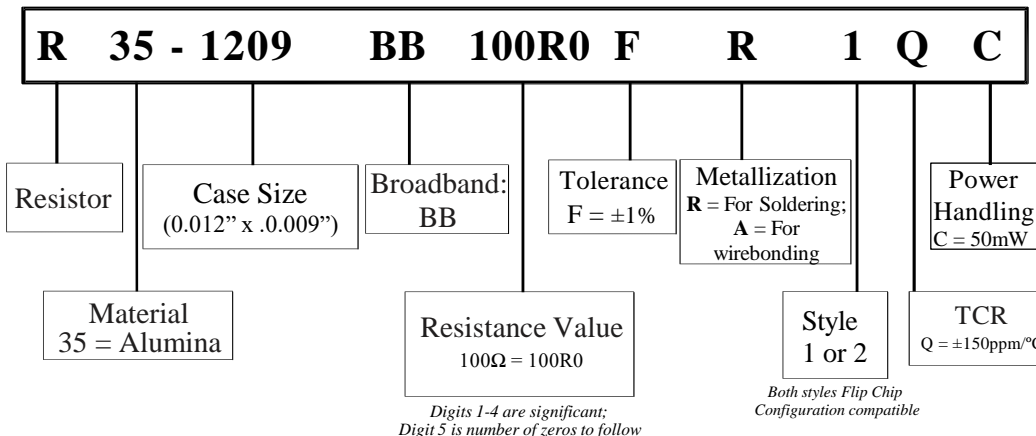 R 35 - 1209 BB 100R0 F R 1 Q C
Resistor
Case Size
(0.012” x .0.009”)
Broadband:
BB
Tolerance
F = ±1%
Metallization
R = For Soldering;
A = For
wirebonding
Power
Handling
C = 50mW
Material
35 = Alumina
Resistance Value
100Ω = 100R0
Digits 1-4 are significant;
Digit 5 is number of zeros to follow
Style
1 or 2
Both styles Flip Chip
Configuration compatible
TCR
Q = ±150ppm/ºC